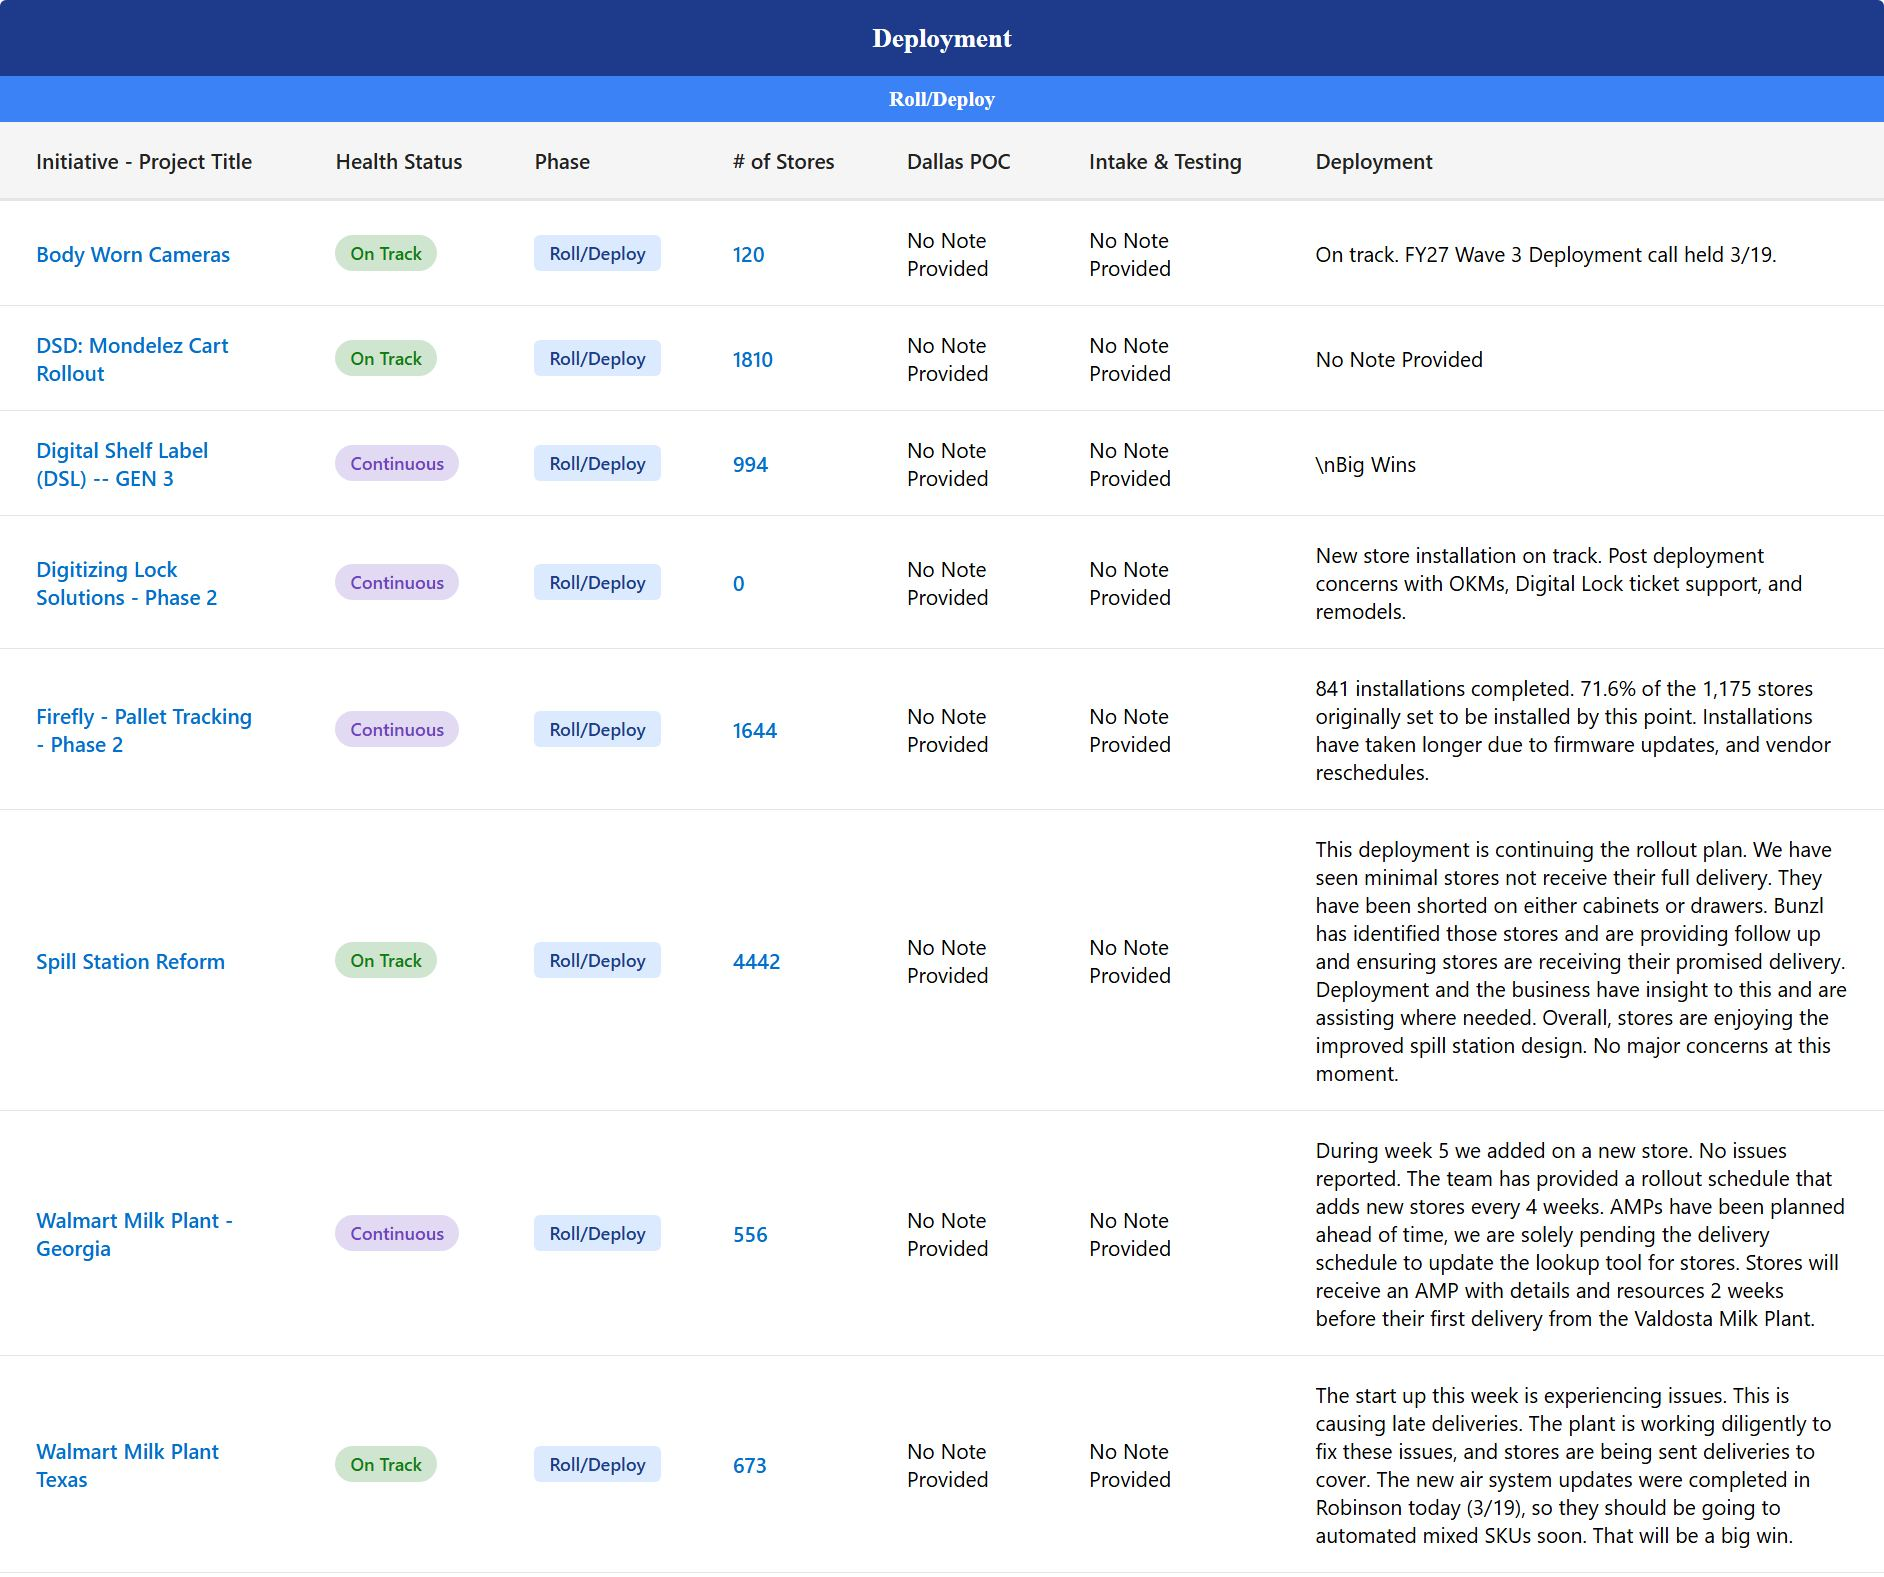 Deployment
Roll/Deploy
Initiative - Project Title Health Status Phase # of Stores Dallas POC Intake & Testing Deployment
Body Worn Cameras On Track Roll/Deploy 120 No Note Provided No Note Provided On track. FY27 Wave 3 Deployment call held 3/19.
DSD: Mondelez Cart
Rollout
On Track
Roll/Deploy
1810
No Note
Provided
No Note
Provided
No Note Provided
Digital Shelf Label
(DSL) -- GEN 3
Continuous
Roll/Deploy
994
No Note
Provided
No Note
Provided
\nBig Wins
Digitizing Lock
Solutions - Phase 2
Continuous
Roll/Deploy
0
No Note
Provided
No Note
Provided
New store installation on track. Post deployment
concerns with OKMs, Digital Lock ticket support, and
remodels.
Firefly - Pallet Tracking
- Phase 2
Continuous
Roll/Deploy
1644
No Note
Provided
No Note
Provided
841 installations completed. 71.6% of the 1,175 stores
originally set to be installed by this point. Installations
have taken longer due to firmware updates, and vendor
reschedules.
Spill Station Reform
On Track
Roll/Deploy
4442
No Note
Provided
No Note
Provided
This deployment is continuing the rollout plan. We have
seen minimal stores not receive their full delivery. They
have been shorted on either cabinets or drawers. Bunzl
has identified those stores and are providing follow up
and ensuring stores are receiving their promised delivery.
Deployment and the business have insight to this and are
assisting where needed. Overall, stores are enjoying the
improved spill station design. No major concerns at this
moment.
Walmart Milk Plant -
Georgia
Continuous
Roll/Deploy
556
No Note
Provided
No Note
Provided
During week 5 we added on a new store. No issues
reported. The team has provided a rollout schedule that
adds new stores every 4 weeks. AMPs have been planned
ahead of time, we are solely pending the delivery
schedule to update the lookup tool for stores. Stores will
receive an AMP with details and resources 2 weeks
before their first delivery from the Valdosta Milk Plant.
Walmart Milk Plant
Texas
On Track
Roll/Deploy
673
No Note
Provided
No Note
Provided
The start up this week is experiencing issues. This is
causing late deliveries. The plant is working diligently to
fix these issues, and stores are being sent deliveries to
cover. The new air system updates were completed in
Robinson today (3/19), so they should be going to
automated mixed SKUs soon. That will be a big win.